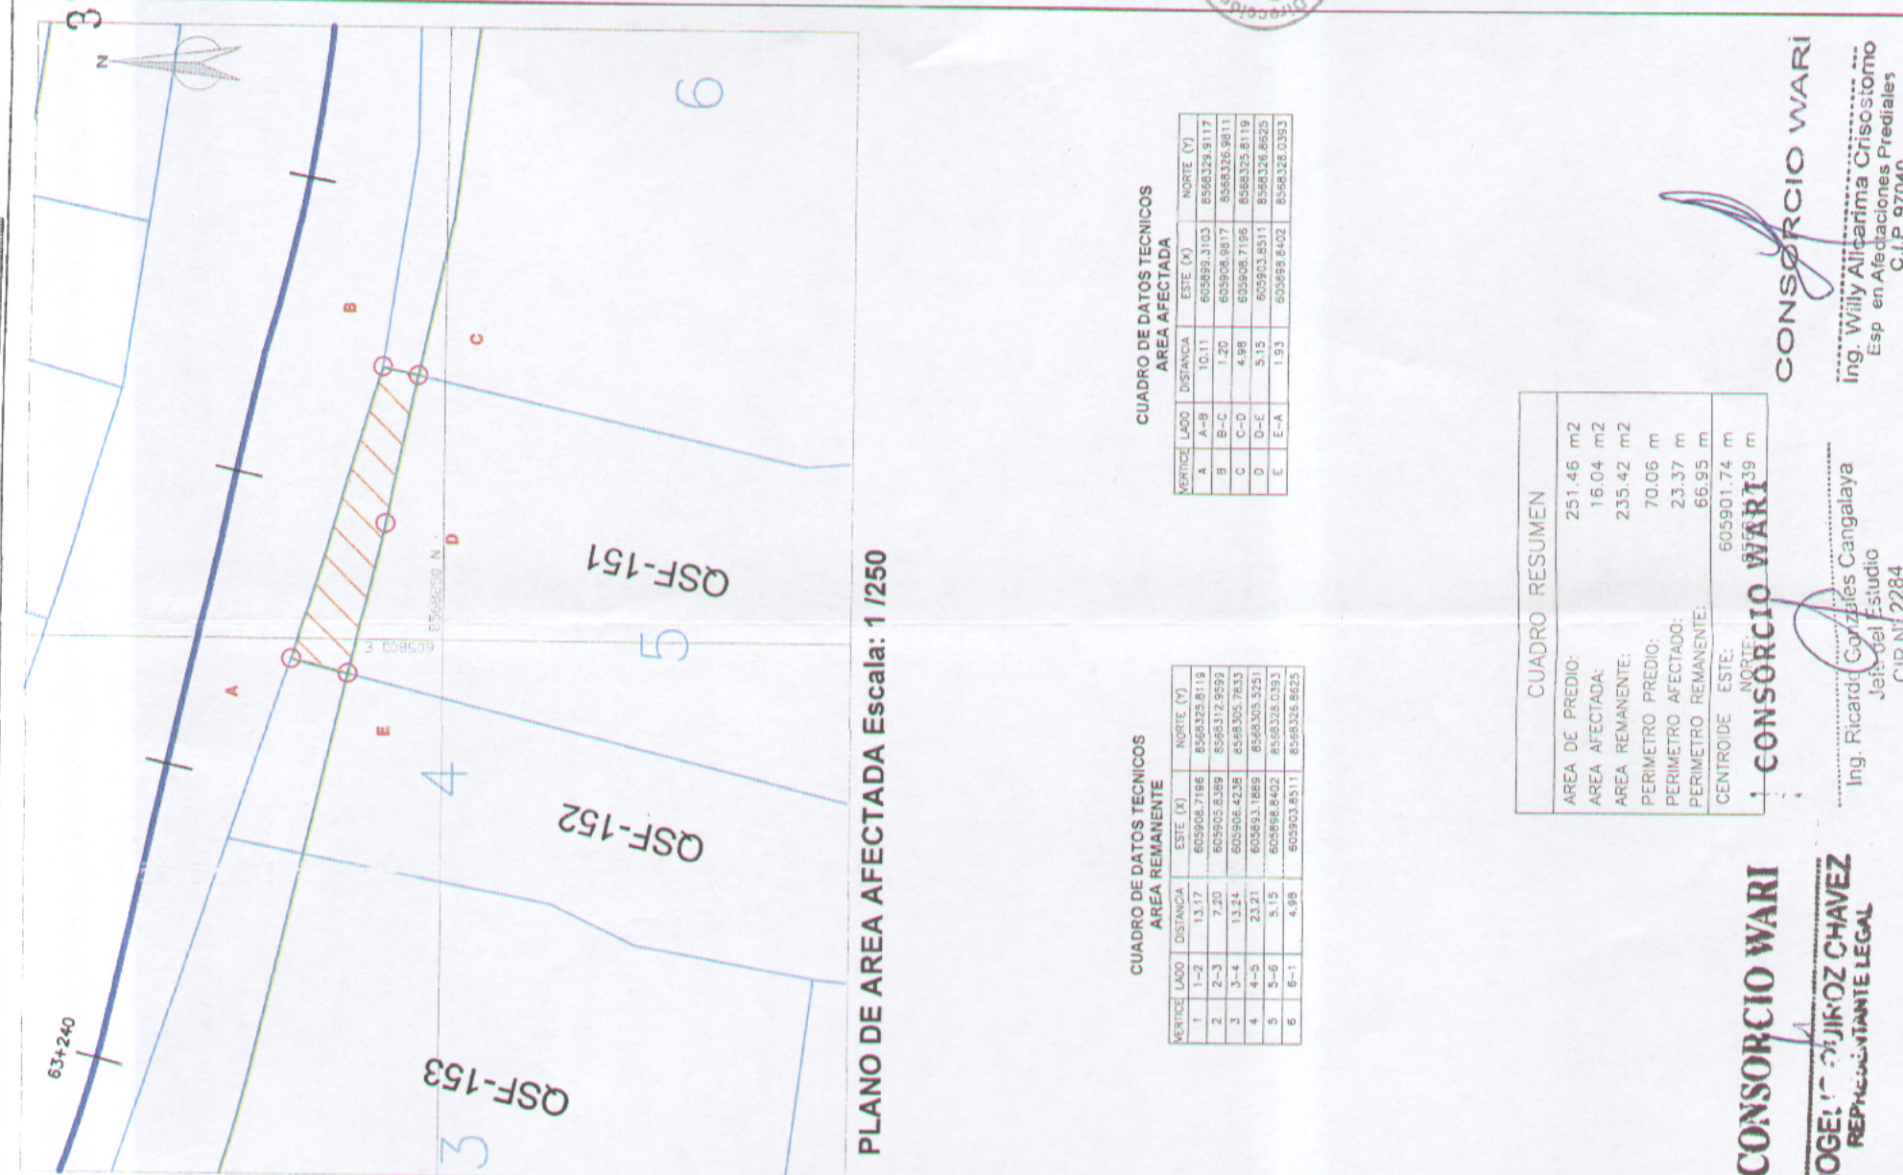 3
N
63+240
A
B
C
D
E
605900 E
8568250 N
QSF-153
QSF-152
QSF-151
3
4
5
6
PLANO DE AREA AFECTADA Escala: 1 /250
CUADRO DE DATOS TECNICOS
AREA REMANENTE
VERTICE LADO DISTANCIA ESTE (X) NORTE (Y)
1 1-2 13.17 605908.7196 8568325.8119
2 2-3 7.20 605905.8389 8568312.9599
3 3-4 13.24 605906.4238 8568305.7833
4 4-5 23.21 605893.1889 8568305.5251
5 5-6 5.15 605898.8402 8568328.0393
6 6-1 4.98 605903.8511 8568326.8625
CUADRO DE DATOS TECNICOS
AREA AFECTADA
VERTICE LADO DISTANCIA ESTE (X) NORTE (Y)
A A-B 10.11 605899.3103 8568329.9117
B B-C 1.20 605908.9817 8568326.9811
C C-D 4.98 605908.7196 8568325.8119
D D-E 5.15 605903.8511 8568326.8625
E E-A 1.93 605898.8402 8568328.0393
CUADRO RESUMEN
AREA DE PREDIO: 251.46 m2
AREA AFECTADA: 16.04 m2
AREA REMANENTE: 235.42 m2
PERIMETRO PREDIO: 70.06 m
PERIMETRO AFECTADO: 23.37 m
PERIMETRO REMANENTE: 66.95 m
CENTROIDE ESTE: 605901.74 m
NORTE: 39 m
CONSORCIO WARI
CHAVEZ
REPRESENTANTE LEGAL
CONSORCIO WARI
Ing. Ricardo Gonzales Cangalaya
Jefe del Estudio
CIP N° 2284
CONSORCIO WARI
Ing. Willy Allcarima Crisostomo
Esp en Afectaciones Prediales
C.I.P. 97040